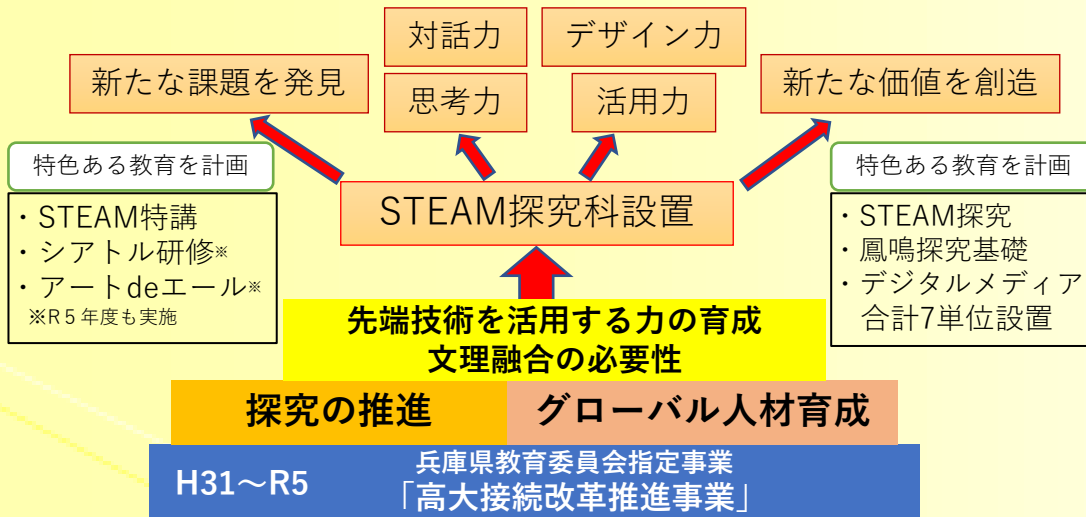 対話力
デザイン力
新たな課題を発見
思考力
活用力
新たな価値を創造
特色ある教育を計画
・STEAM特講
・シアトル研修※
・アートdeエール※
※R５年度も実施
STEAM探究科設置
特色ある教育を計画
・STEAM探究
・鳳鳴探究基礎
・デジタルメディア
合計7単位設置
先端技術を活用する力の育成
文理融合の必要性
探究の推進
グローバル人材育成
H31～R5
兵庫県教育委員会指定事業
「高大接続改革推進事業」